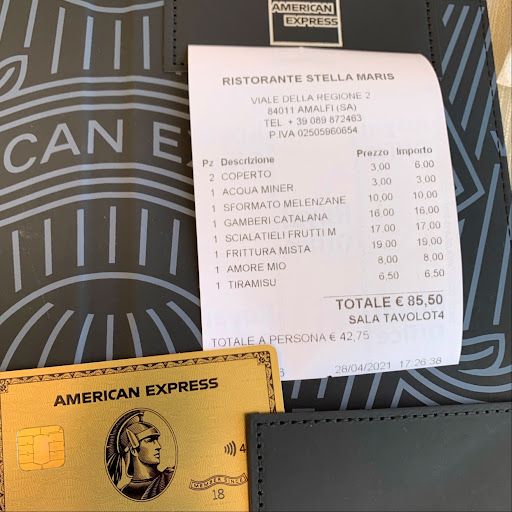 AMERICAN
EXPRESS
RISTORANTE STELLA MARIS
VIALE DELLA REGIONE 2
84011 AMALFI (SA)
TEL + 39 089 872463
P.IVA 02505960654
Pz Descrizione Prezzo Importo
2 COPERTO 3,00 6,00
1 ACQUA MINER 3,00 3,00
1 SFORMATO MELENZANE 10,00 10,00
1 GAMBERI CATALANA 16,00 16,00
1 SCIALATIELI FRUTTI M 17,00 17,00
1 FRITTURA MISTA 19,00 19,00
1 AMORE MIO 8,00 8,00
1 TIRAMISU 6,50 6,50
TOTALE € 85,50
SALA TAVOLOT4
TOTALE A PERSONA € 42,75
28/04/2021 17:26:38
CAN EX
AMERICAN EXPRESS
MEMBER SINCE
18